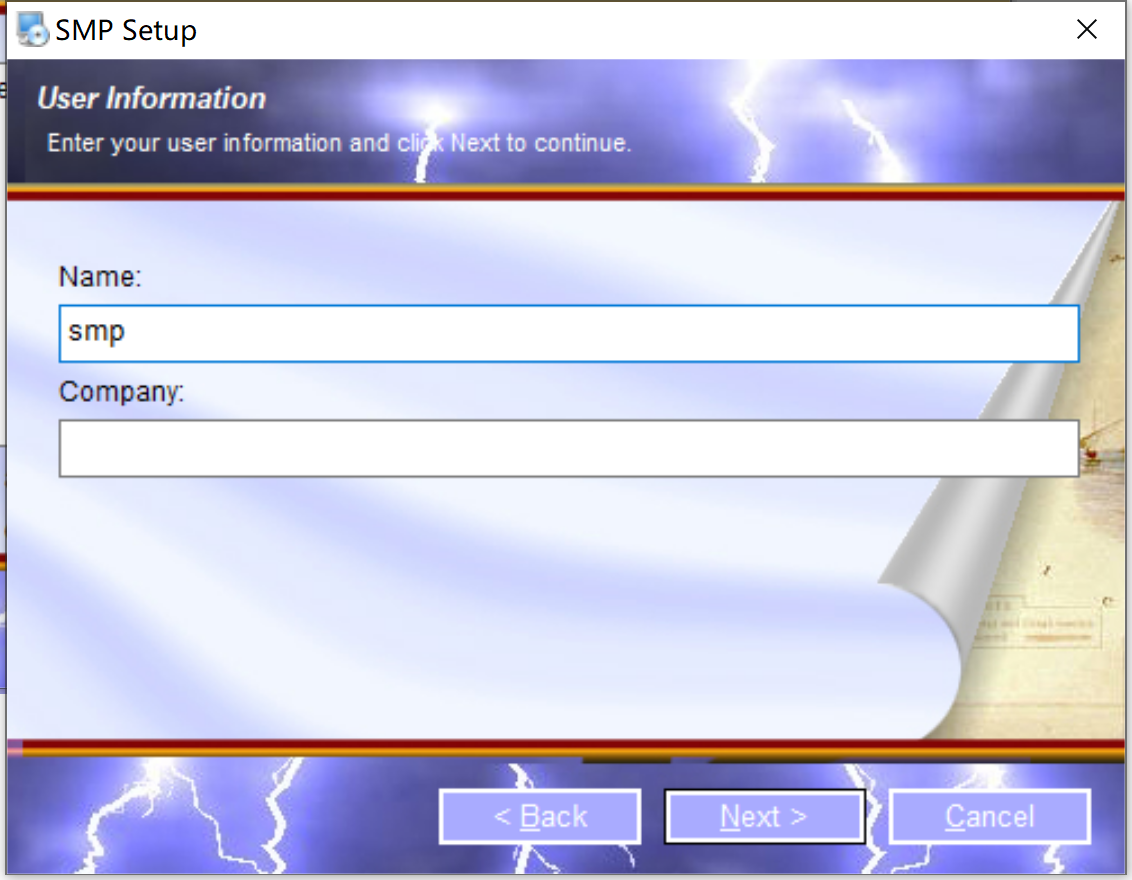 SMP Setup
User Information
Enter your user information and click Next to continue.
Name:
smp
Company:
< Back
Next >
Cancel